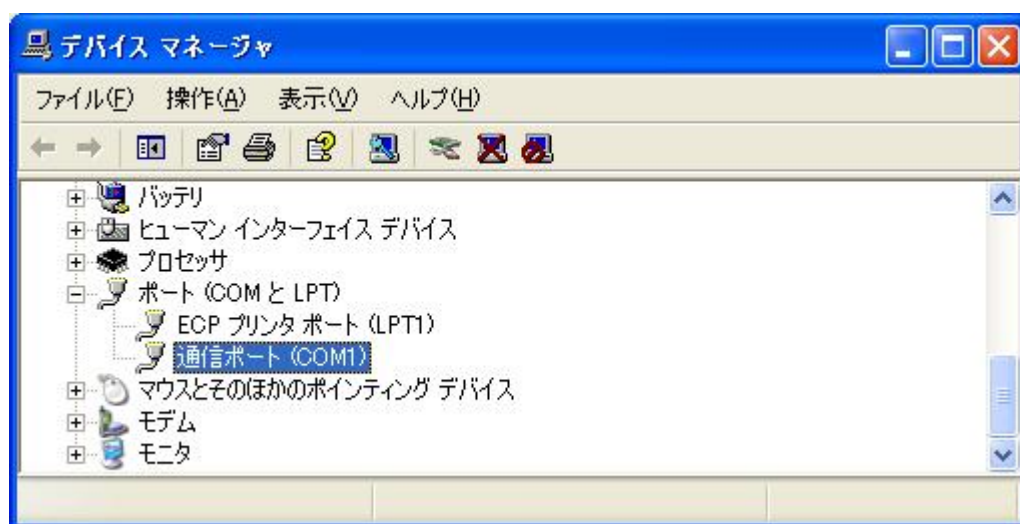 デバイス マネージャ
ファイル(F) 操作(A) 表示(V) ヘルプ(H)
バッテリ
ヒューマン インターフェイス デバイス
プロセッサ
ポート (COM と LPT)
ECP プリンタ ポート (LPT1)
通信ポート (COM1)
マウスとそのほかのポインティング デバイス
モデム
モニタ